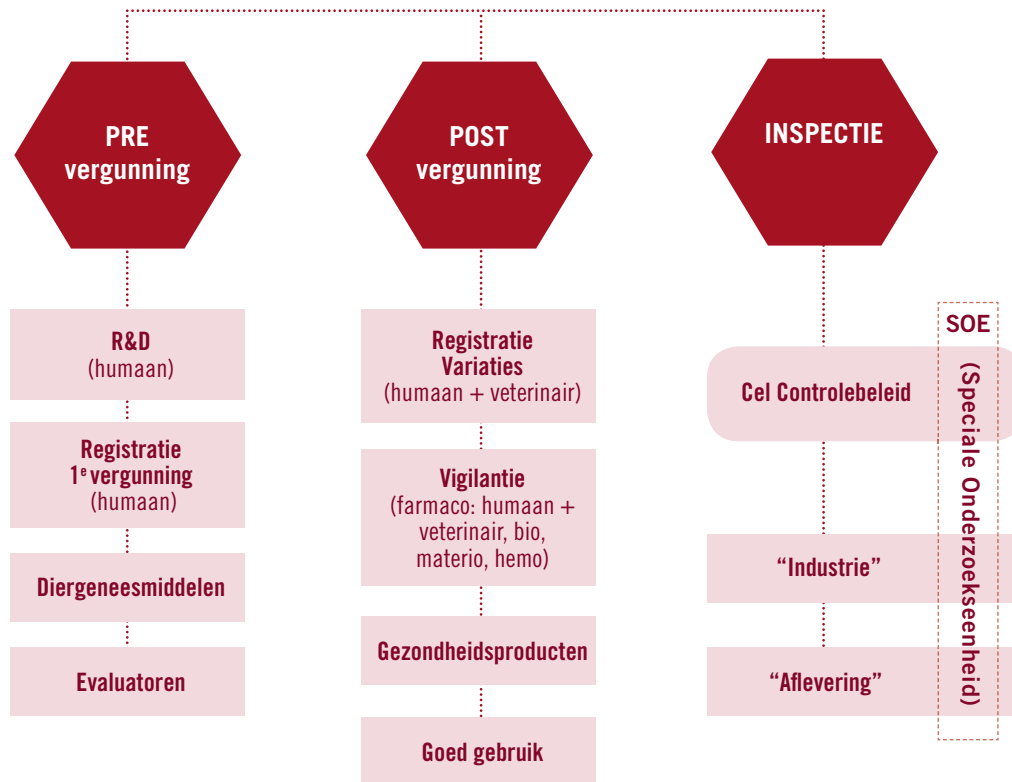 PRE
vergunning
R&D
(humaan)
Registratie
1e vergunning
(humaan)
Diergeneesmiddelen
Evaluatoren
POST
vergunning
Registratie
Variaties
(humaan + veterinair)
Vigilantie
(farmaco: humaan +
veterinair, bio,
materio, hemo)
Gezondheidsproducten
Goed gebruik
INSPECTIE
Cel Controlebeleid
“Industrie”
“Aflevering”
SOE
(Speciale Onderzoekseenheid)